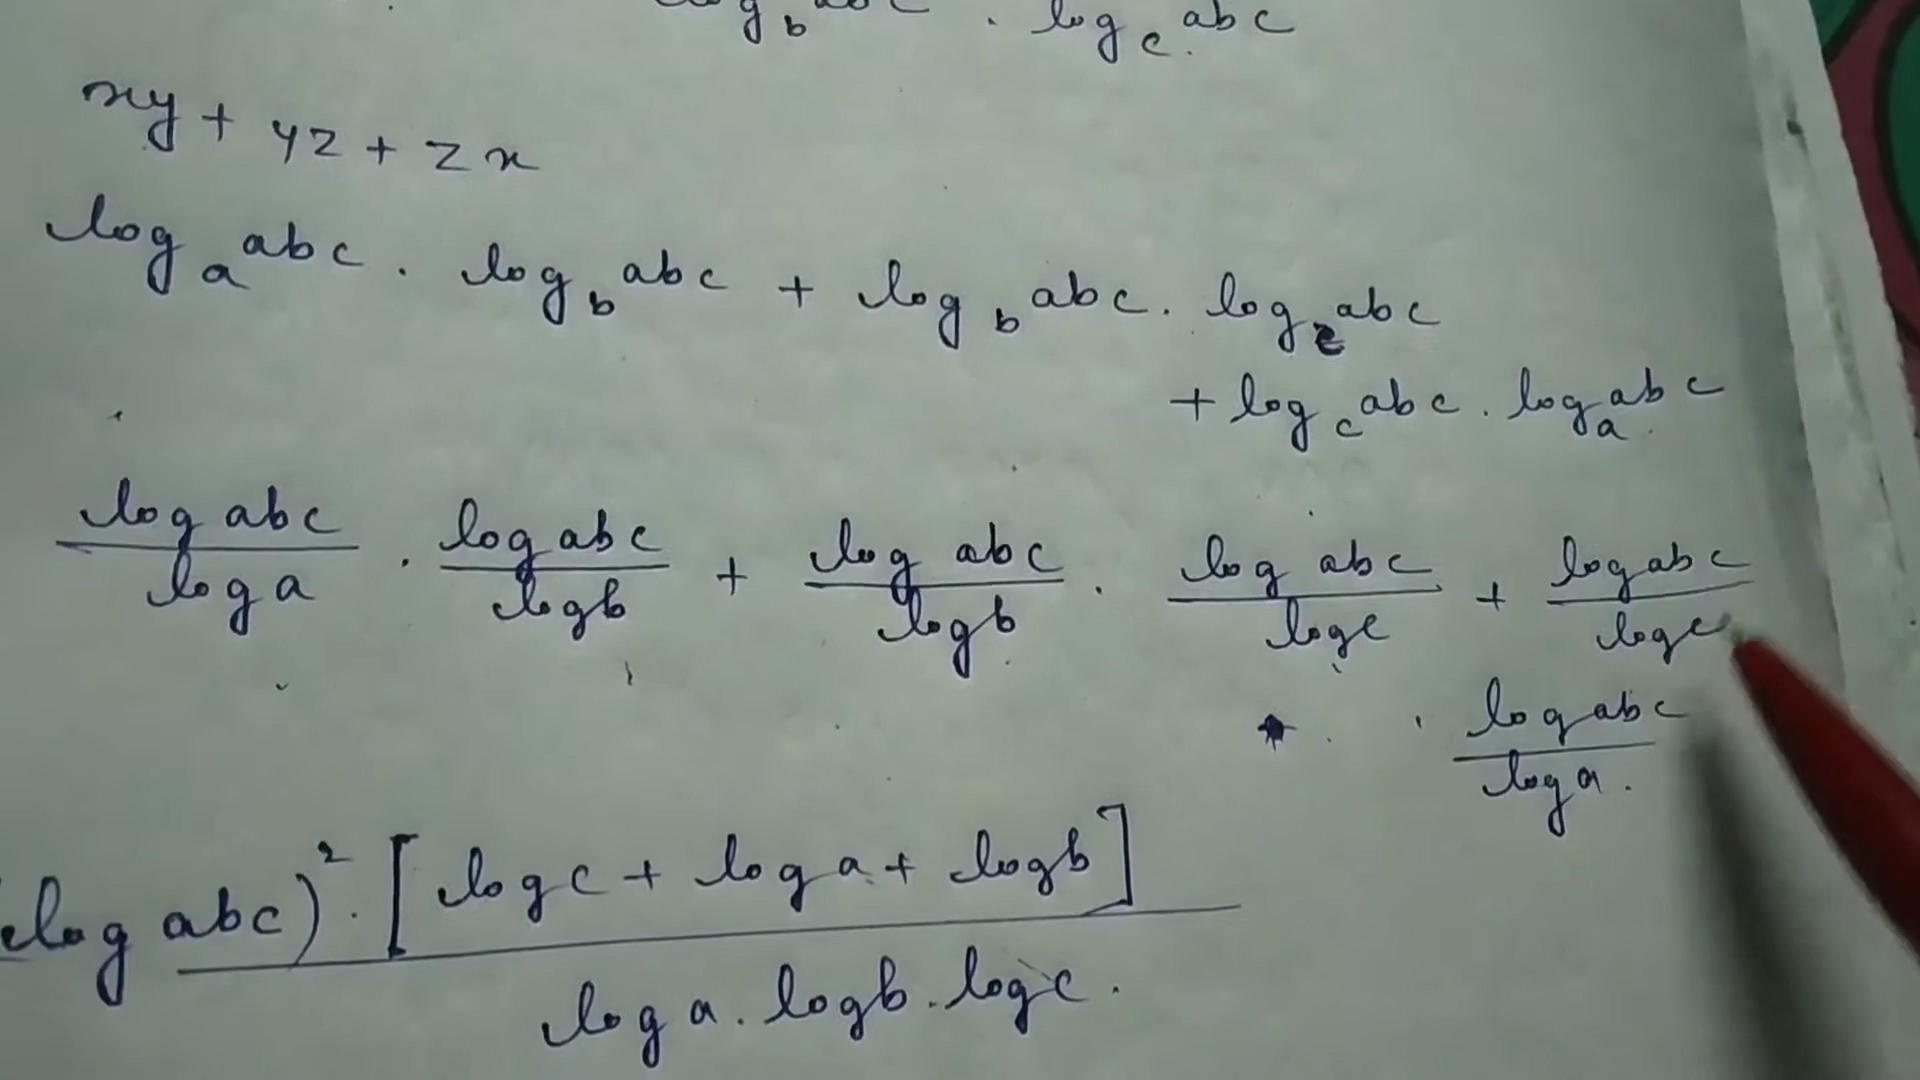 log_b abc . log_c abc
xy + yz + zx
log_a abc . log_b abc + log_b abc . log_c abc
+ log_c abc . log_a abc
log abc / log a . log abc / log b + log abc / log b . log abc / log c + log abc / log c
. log abc / log a .
(log abc)² . [log c + log a + log b]
log a . log b . log c .